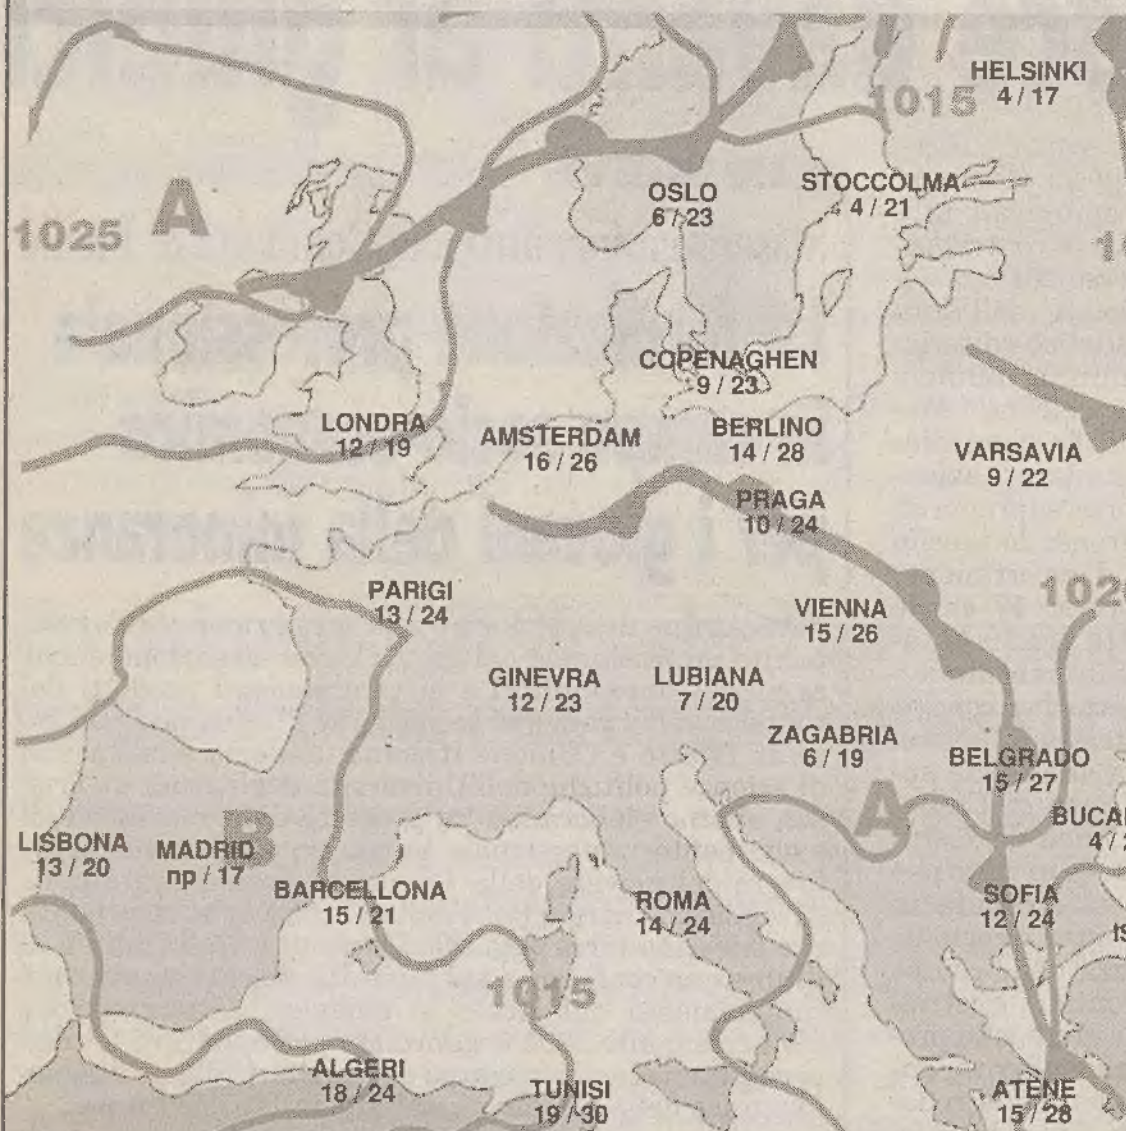 HELSINKI
4 / 17
1015
OSLO
6 / 23
STOCCOLMA
4 / 21
A
1025
COPENAGHEN
9 / 23
LONDRA
12 / 19
AMSTERDAM
16 / 26
BERLINO
14 / 28
VARSAVIA
9 / 22
PRAGA
10 / 24
PARIGI
13 / 24
VIENNA
15 / 26
GINEVRA
12 / 23
LUBIANA
7 / 20
ZAGABRIA
6 / 19
BELGRADO
15 / 27
A
B
LISBONA
13 / 20
MADRID
np / 17
BARCELLONA
15 / 21
ROMA
14 / 24
SOFIA
12 / 24
1015
ALGERI
18 / 24
TUNISI
19 / 30
ATENE
15 / 28